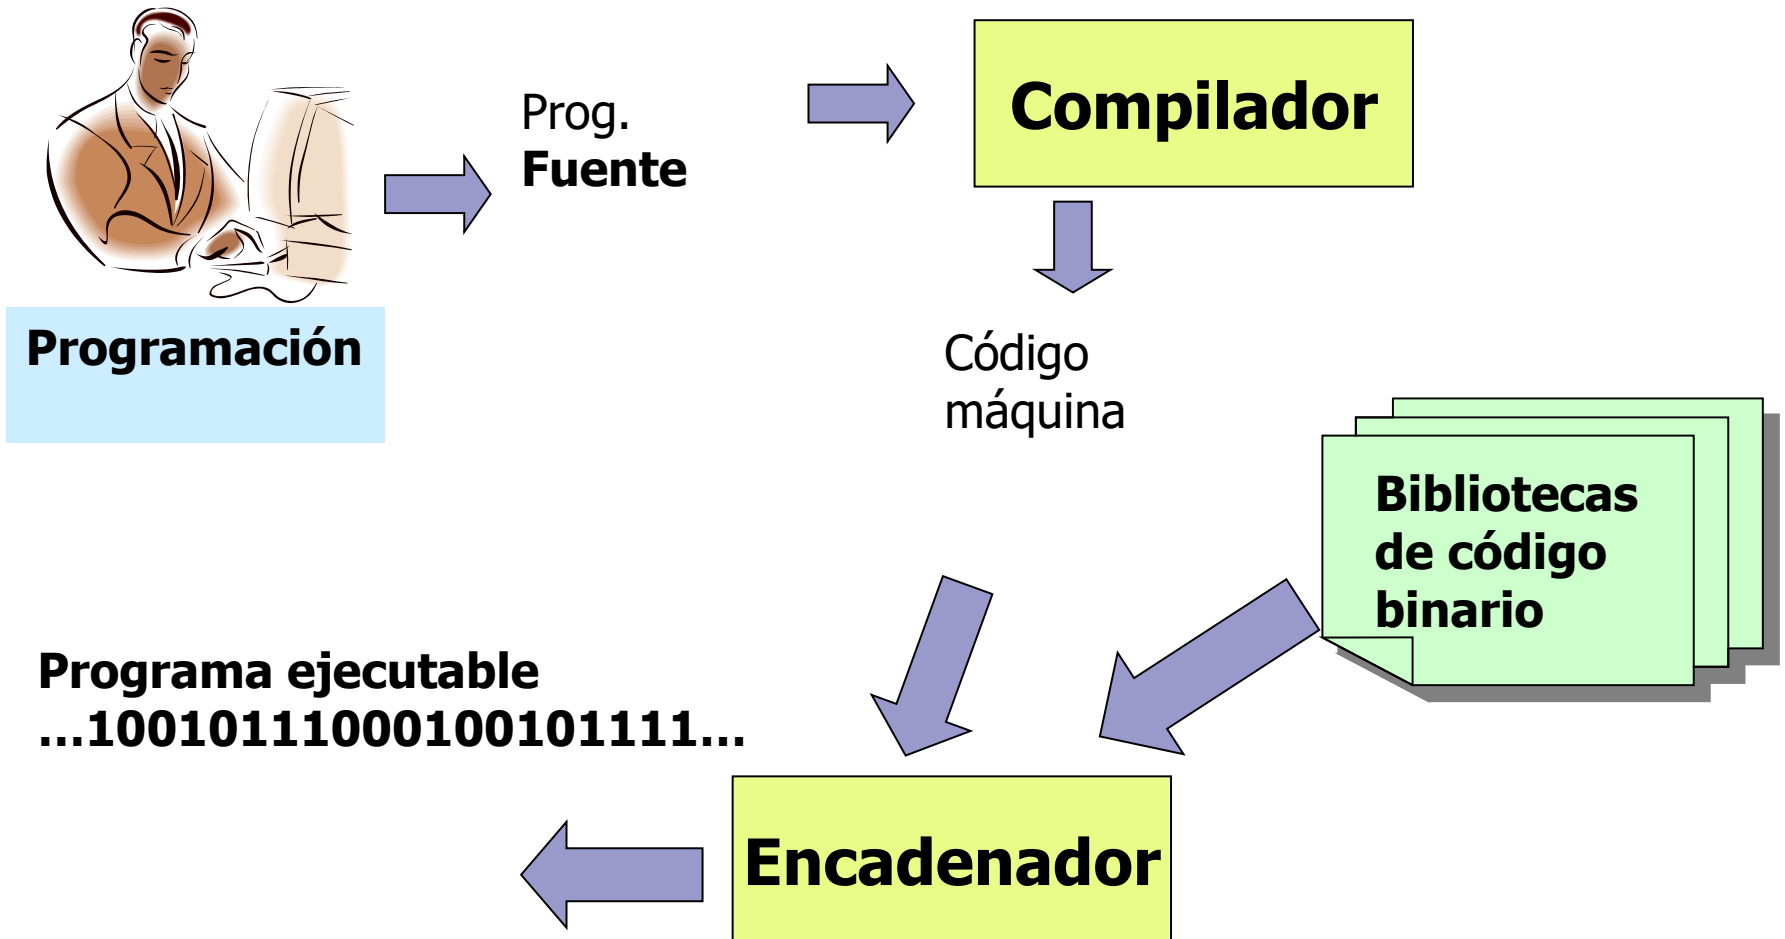 Prog.
Fuente
Compilador
Programación
Código
máquina
Bibliotecas
de código
binario
Programa ejecutable
...10010111000100101111...
Encadenador